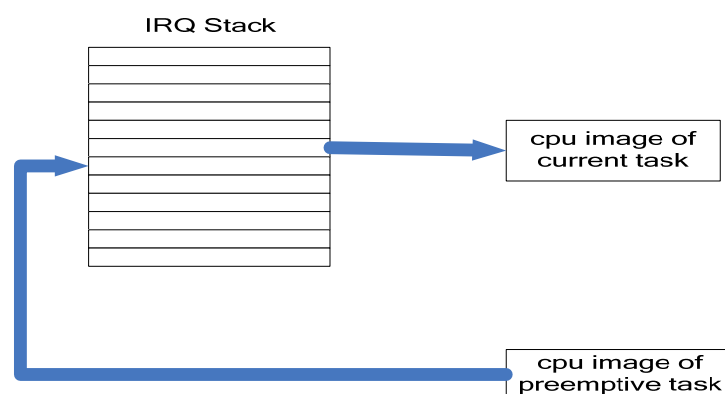 IRQ Stack
cpu image of
current task
cpu image of
preemptive task